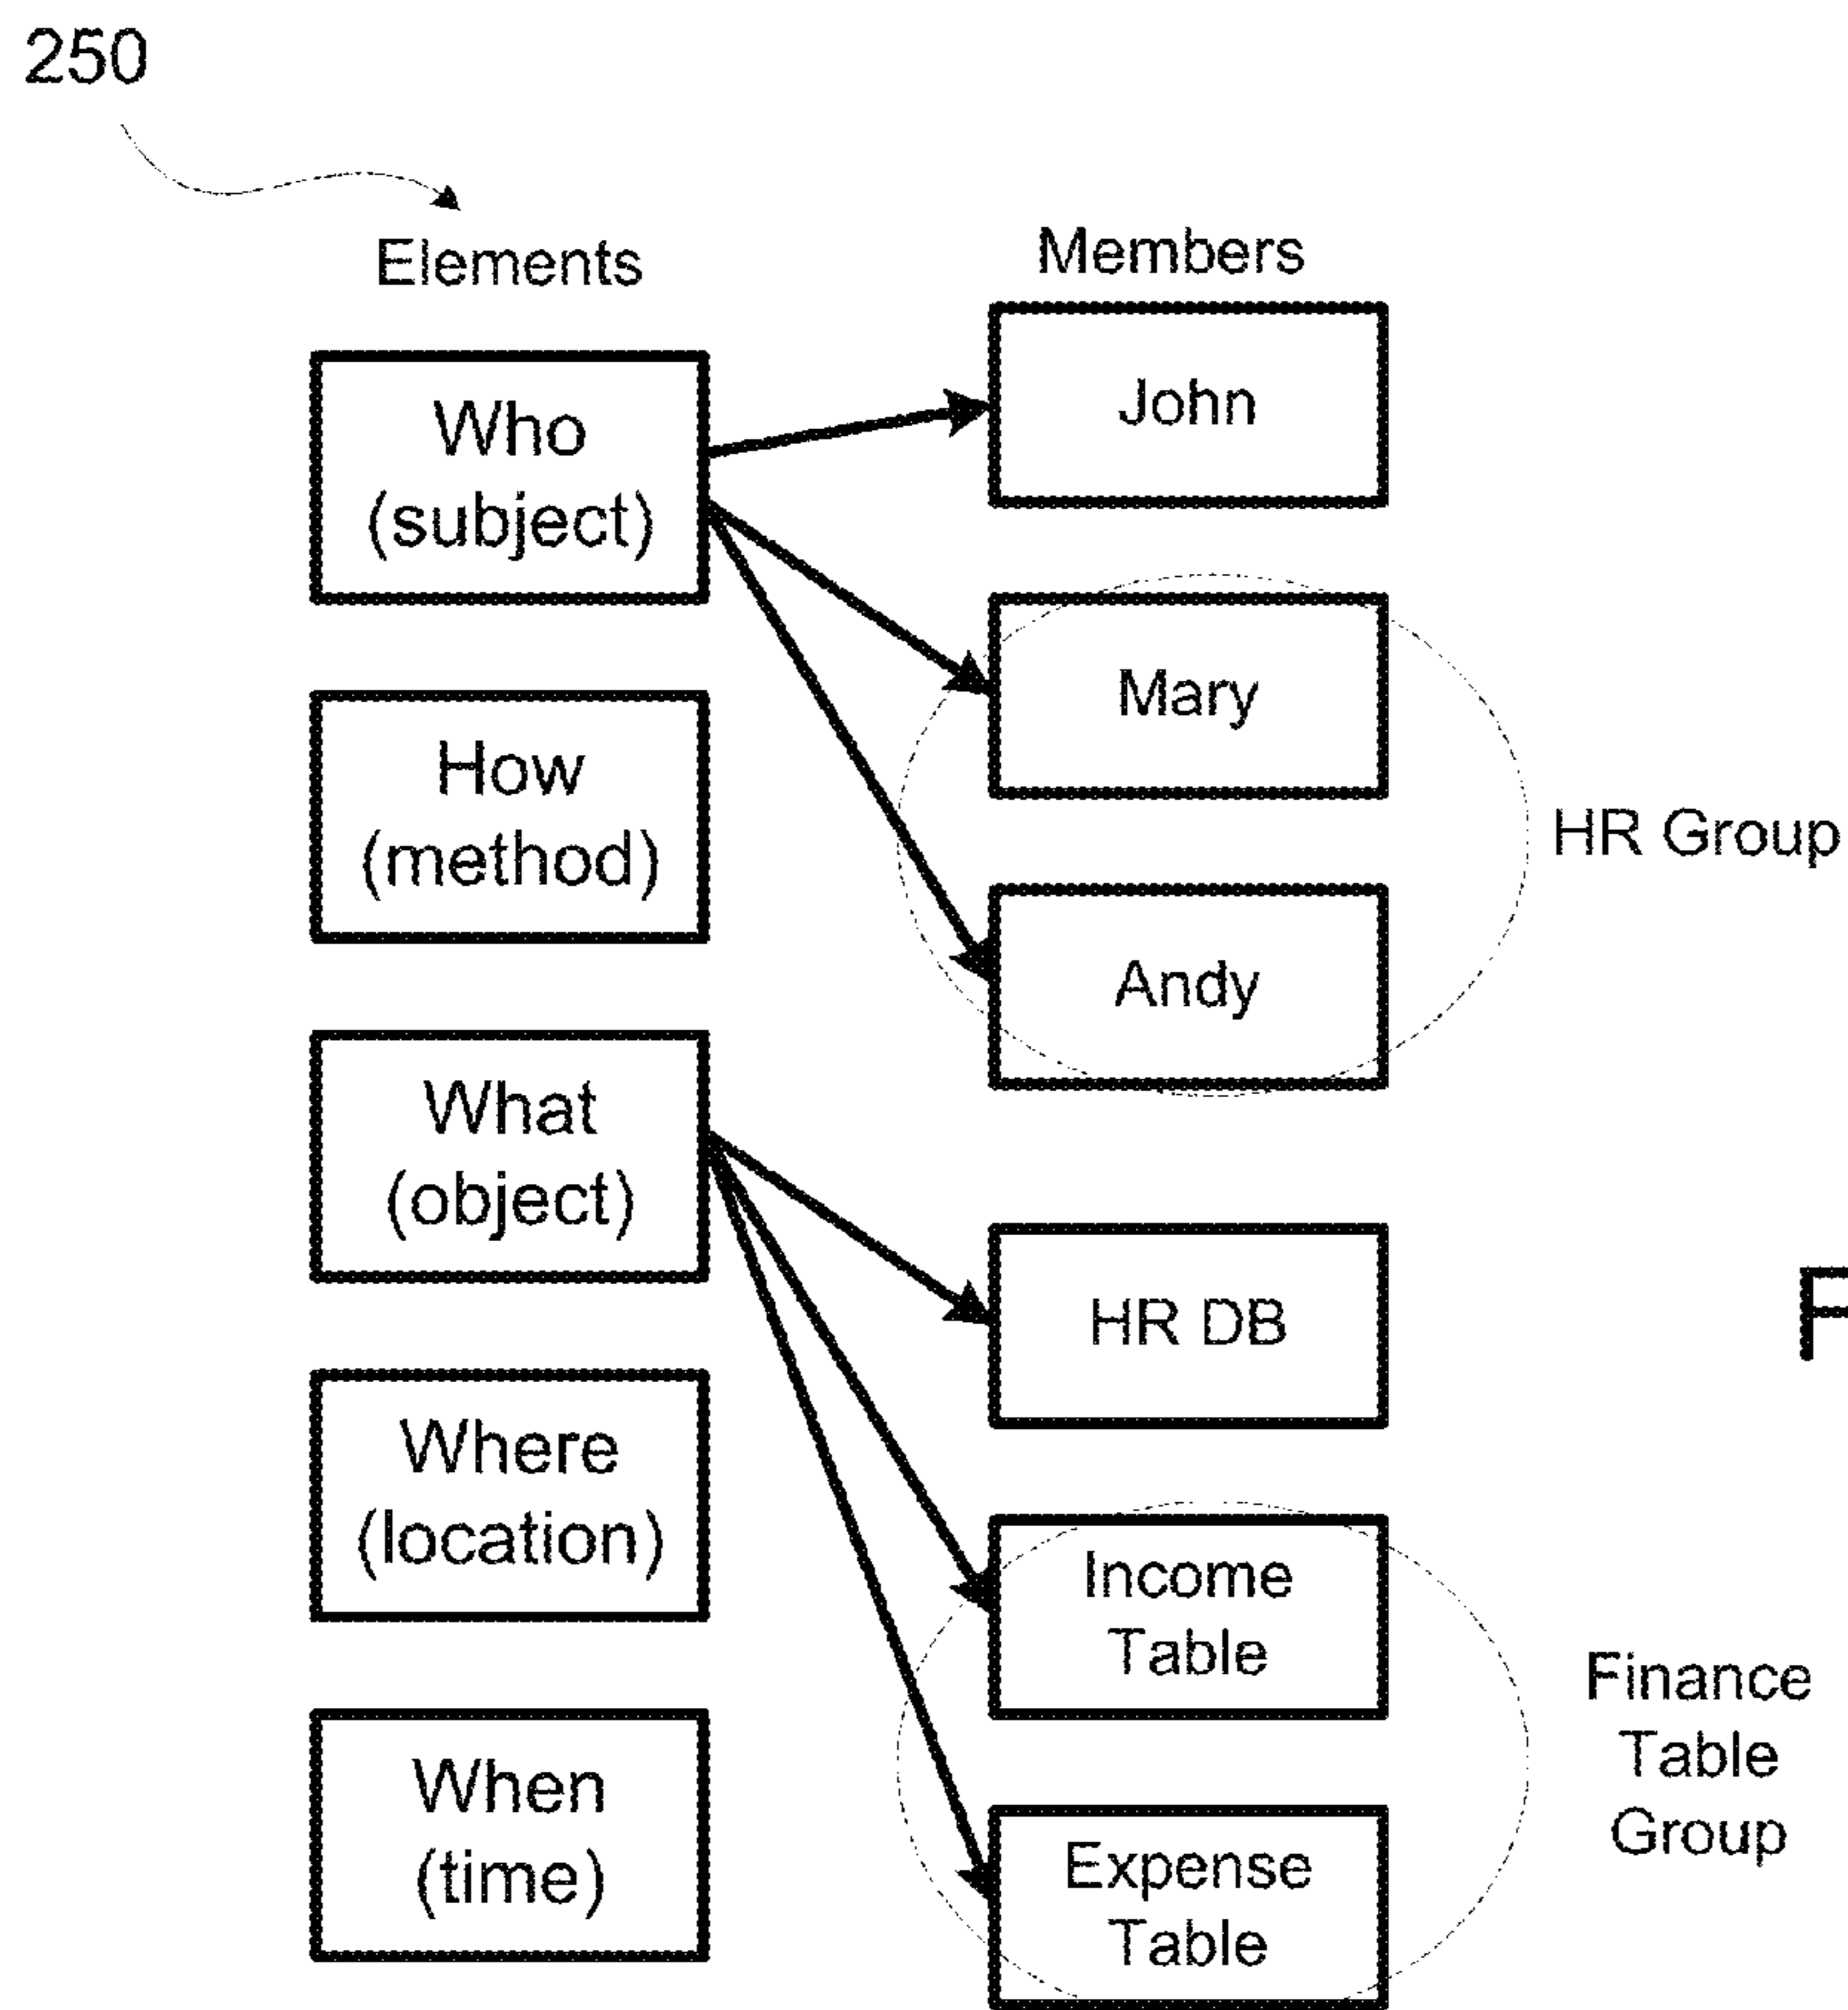 250
Elements
Members
Who
(subject)
John
Mary
How
(method)
HR Group
Andy
What
(object)
HR DB
Where
(location)
Income
Table
Finance
Table
Group
When
(time)
Expense
Table